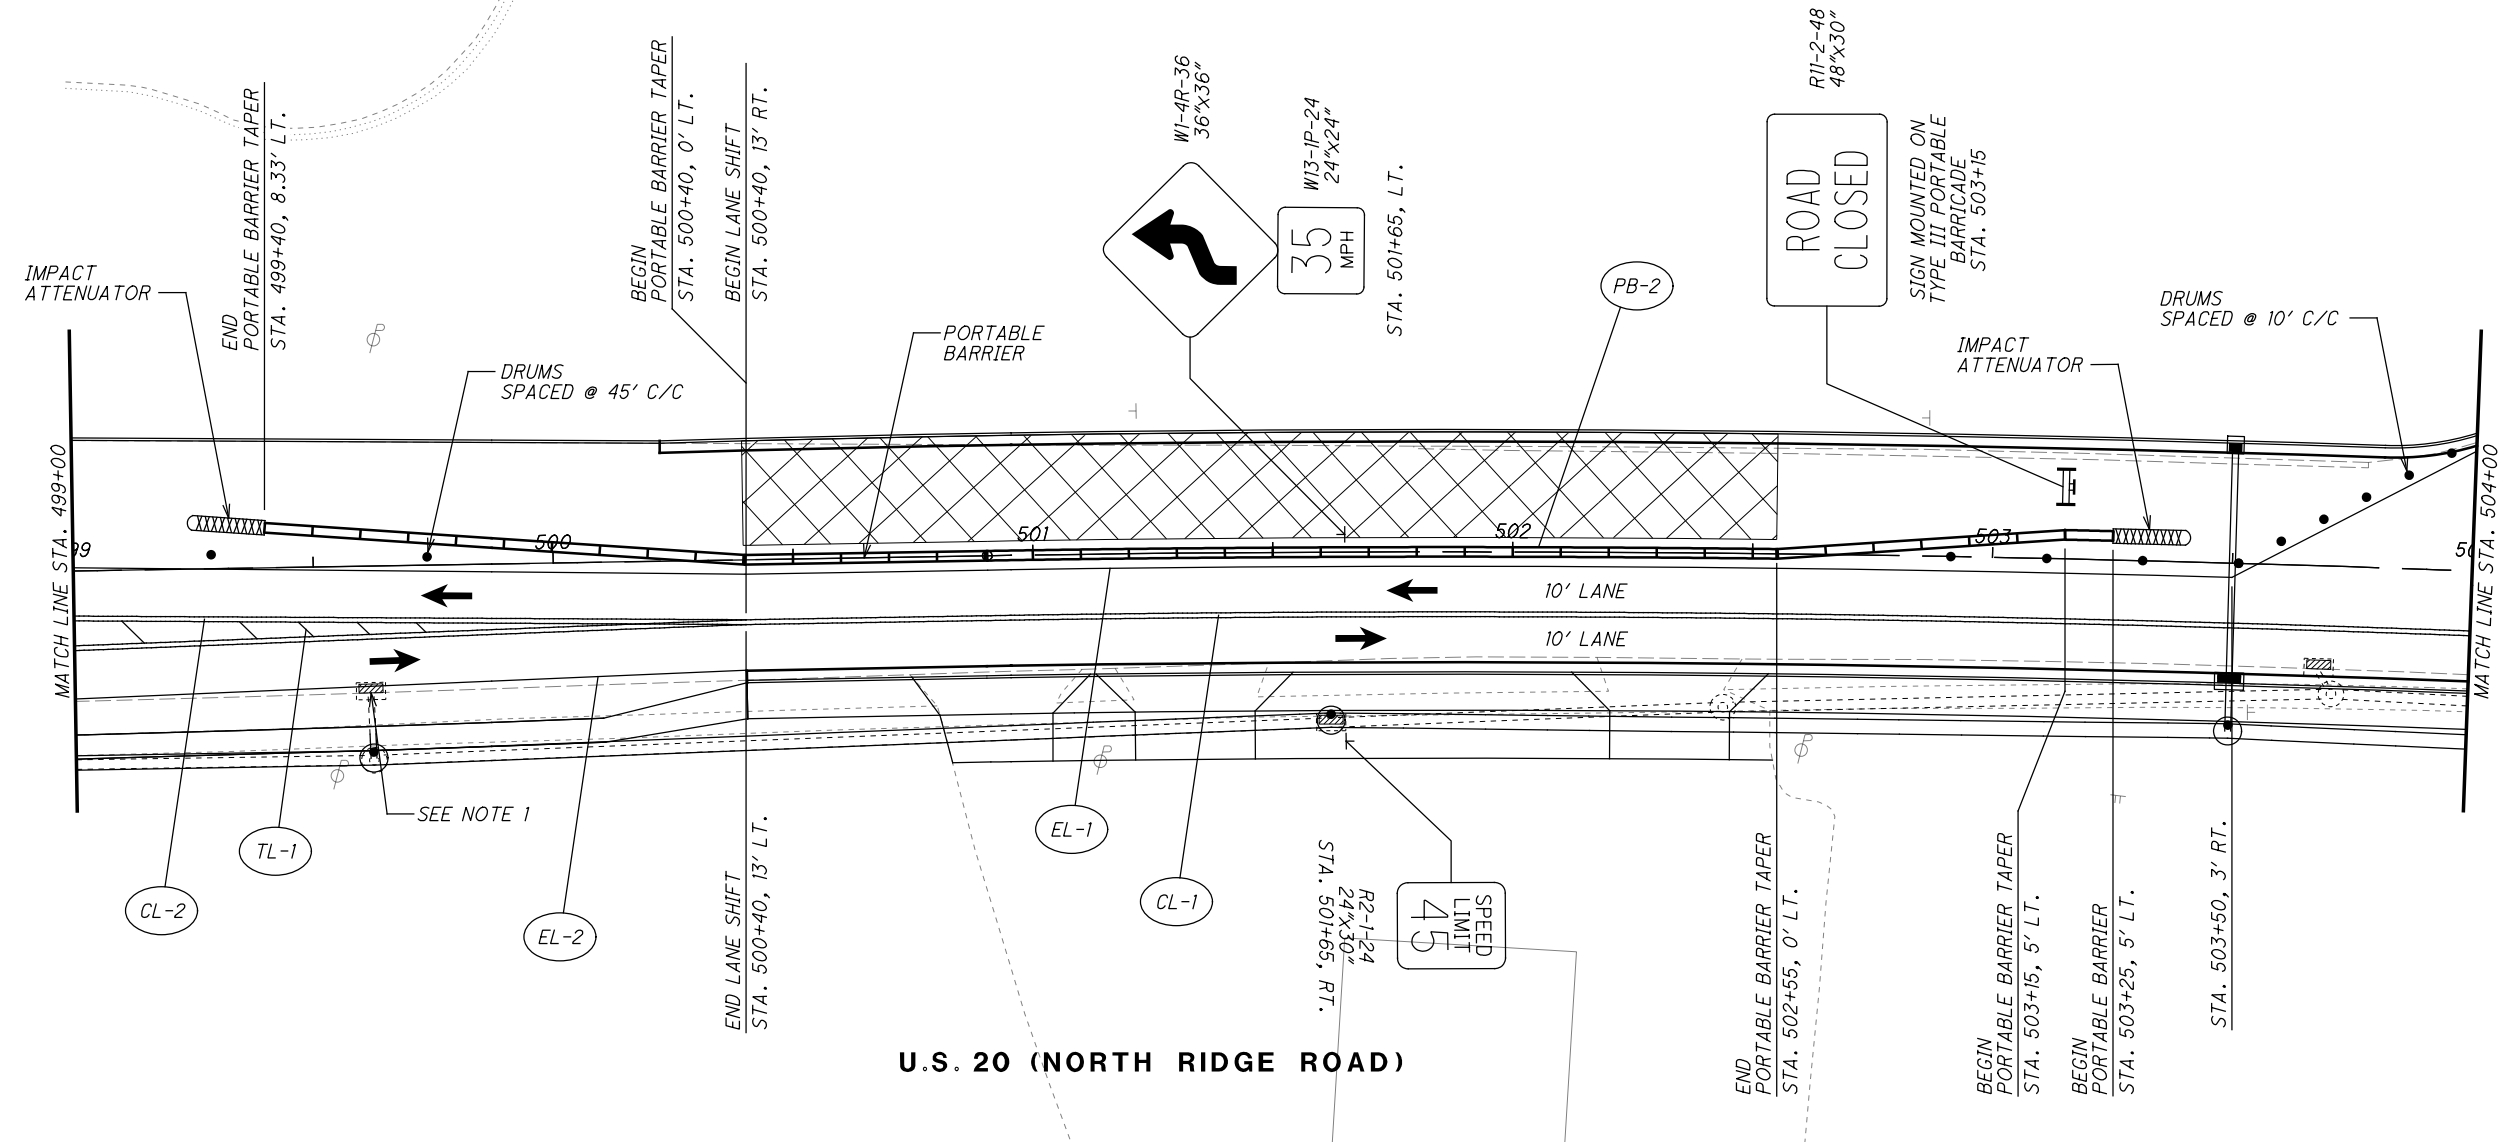 IMPACT
ATTENUATOR
END
PORTABLE BARRIER TAPER
STA. 499+40, 8.33' LT.
BEGIN
PORTABLE BARRIER TAPER
STA. 500+40, 0' LT.
BEGIN LANE SHIFT
STA. 500+40, 13' RT.
DRUMS
SPACED @ 45' C/C
PORTABLE
BARRIER
W1-4R-36
36"x36"
W13-1P-24
24"x24"
35
MPH
STA. 501+65, LT.
PB-2
R11-2-48
48"x30"
ROAD
CLOSED
SIGN MOUNTED ON
TYPE III PORTABLE
BARRICADE
STA. 503+15
IMPACT
ATTENUATOR
DRUMS
SPACED @ 10' C/C
MATCH LINE STA. 499+00
500
501
502
503
10' LANE
10' LANE
MATCH LINE STA. 504+00
SEE NOTE 1
TL-1
CL-2
EL-2
END LANE SHIFT
STA. 500+40, 13' LT.
EL-1
CL-1
STA. 501+65, RT.
R2-1-24
24"x30"
SPEED
LIMIT
45
END
PORTABLE BARRIER TAPER
STA. 502+55, 0' LT.
BEGIN
PORTABLE BARRIER TAPER
STA. 503+15, 5' LT.
BEGIN
PORTABLE BARRIER
STA. 503+25, 5' LT.
STA. 503+50, 3' RT.
U.S. 20 (NORTH RIDGE ROAD)